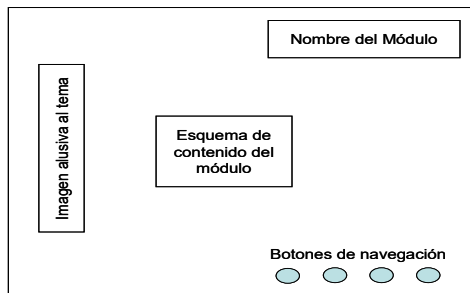 Nombre del Módulo
Imagen alusiva al tema
Esquema de
contenido del
módulo
Botones de navegación